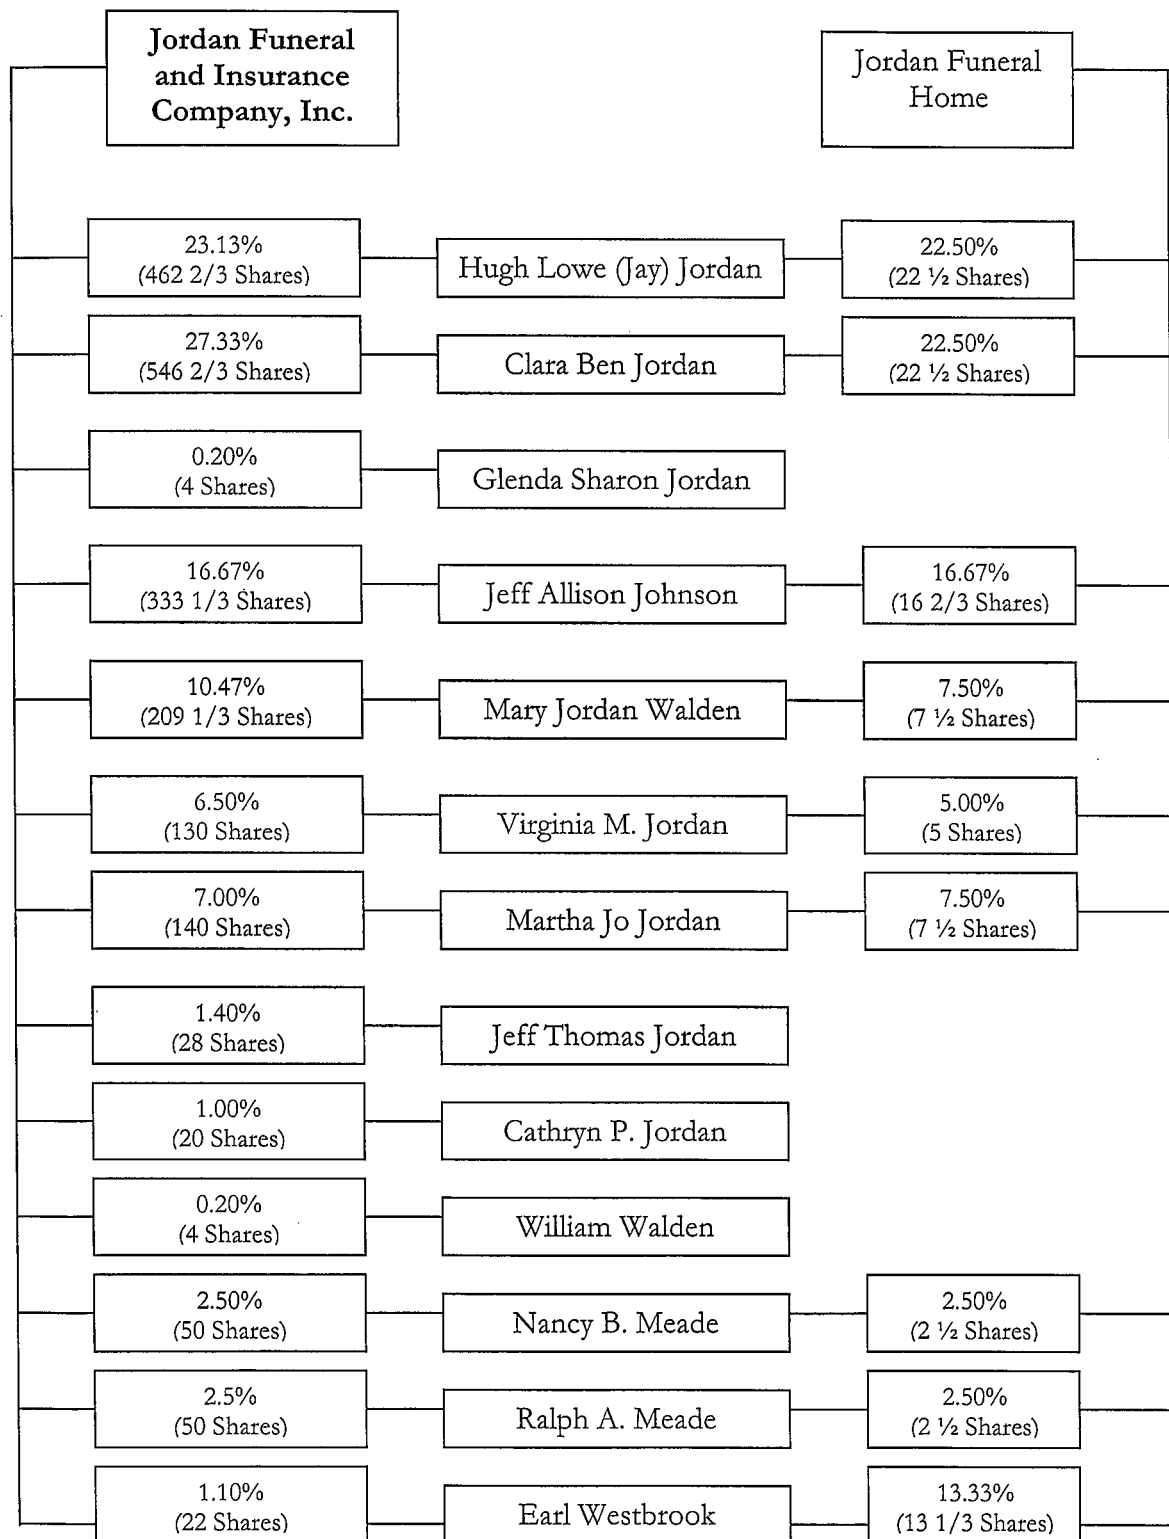 Jordan Funeral
and Insurance
Company, Inc.
Jordan Funeral
Home
23.13%
(462 2/3 Shares)
Hugh Lowe (Jay) Jordan
22.50%
(22 ½ Shares)
27.33%
(546 2/3 Shares)
Clara Ben Jordan
22.50%
(22 ½ Shares)
0.20%
(4 Shares)
Glenda Sharon Jordan
16.67%
(333 1/3 Shares)
Jeff Allison Johnson
16.67%
(16 2/3 Shares)
10.47%
(209 1/3 Shares)
Mary Jordan Walden
7.50%
(7 ½ Shares)
6.50%
(130 Shares)
Virginia M. Jordan
5.00%
(5 Shares)
7.00%
(140 Shares)
Martha Jo Jordan
7.50%
(7 ½ Shares)
1.40%
(28 Shares)
Jeff Thomas Jordan
1.00%
(20 Shares)
Cathryn P. Jordan
0.20%
(4 Shares)
William Walden
2.50%
(50 Shares)
Nancy B. Meade
2.50%
(2 ½ Shares)
2.5%
(50 Shares)
Ralph A. Meade
2.50%
(2 ½ Shares)
1.10%
(22 Shares)
Earl Westbrook
13.33%
(13 1/3 Shares)